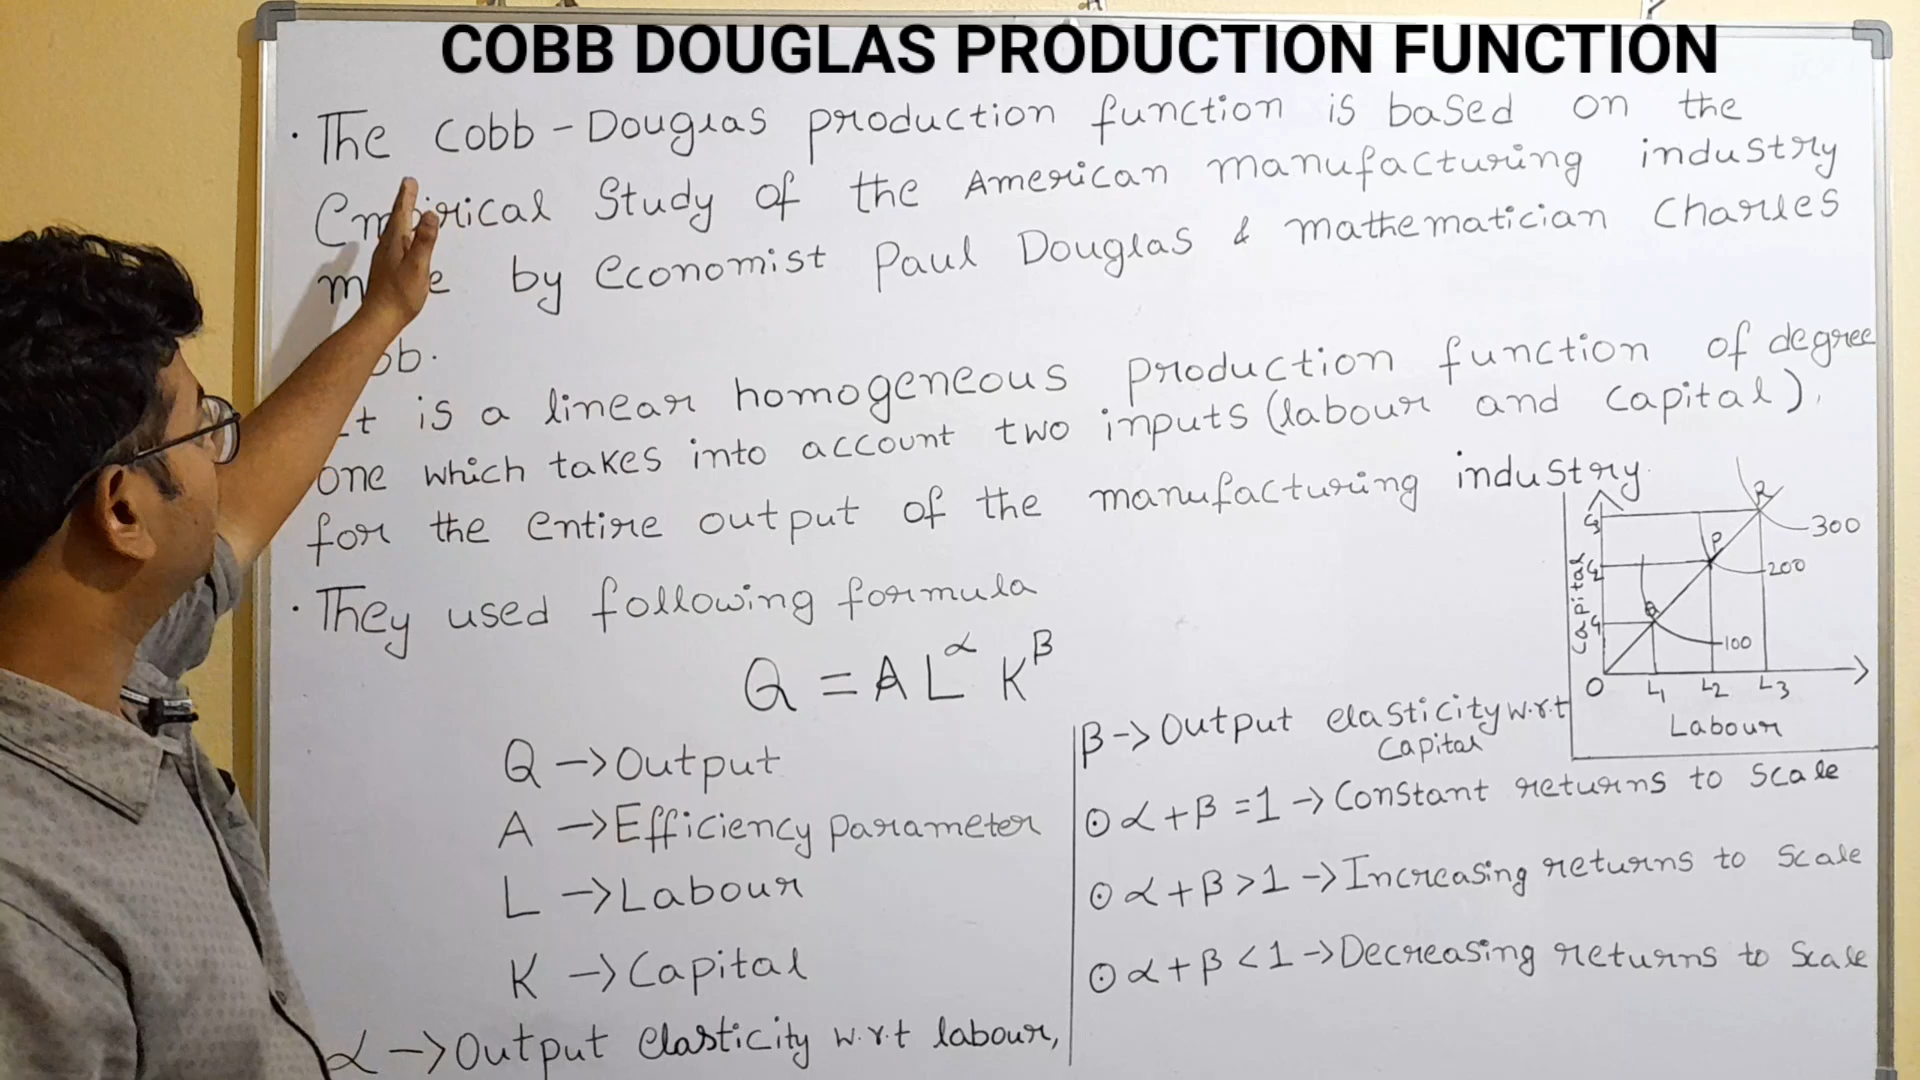 COBB DOUGLAS PRODUCTION FUNCTION
· The Cobb-Douglas production function is based on the
Empirical Study of the American manufacturing industry
by economist Paul Douglas & mathematician Charles
is a linear homogeneous production function of degree
one which takes into account two inputs (labour and capital),
for the entire output of the manufacturing industry.
· They used following formula
Q = A L^α K^β
Q → Output
A → Efficiency parameter
L → Labour
K → Capital
α → Output elasticity w.r.t labour,
β → Output elasticity w.r.t
Capital
⊙ α + β = 1 → Constant returns to scale
⊙ α + β > 1 → Increasing returns to scale
⊙ α + β < 1 → Decreasing returns to scale
Capital
C3
C2
C1
R
P
Q
300
200
100
O L1 L2 L3
Labour